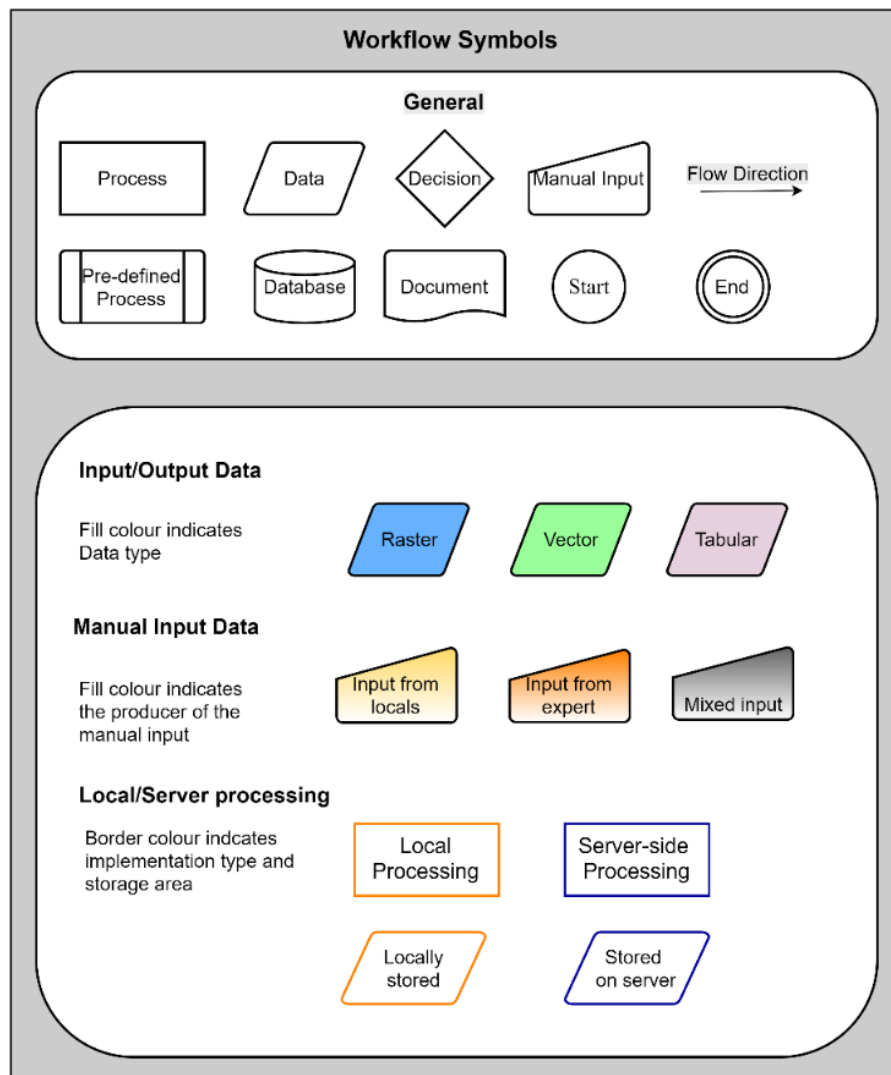 Workflow Symbols
General
Process
Data
Decision
Manual Input
Flow Direction
Pre-defined
Process
Database
Document
Start
End
Input/Output Data
Fill colour indicates
Data type
Raster
Vector
Tabular
Manual Input Data
Fill colour indicates
the producer of the
manual input
Input from
locals
Input from
expert
Mixed input
Local/Server processing
Border colour indcates
implementation type and
storage area
Local
Processing
Server-side
Processing
Locally
stored
Stored
on server